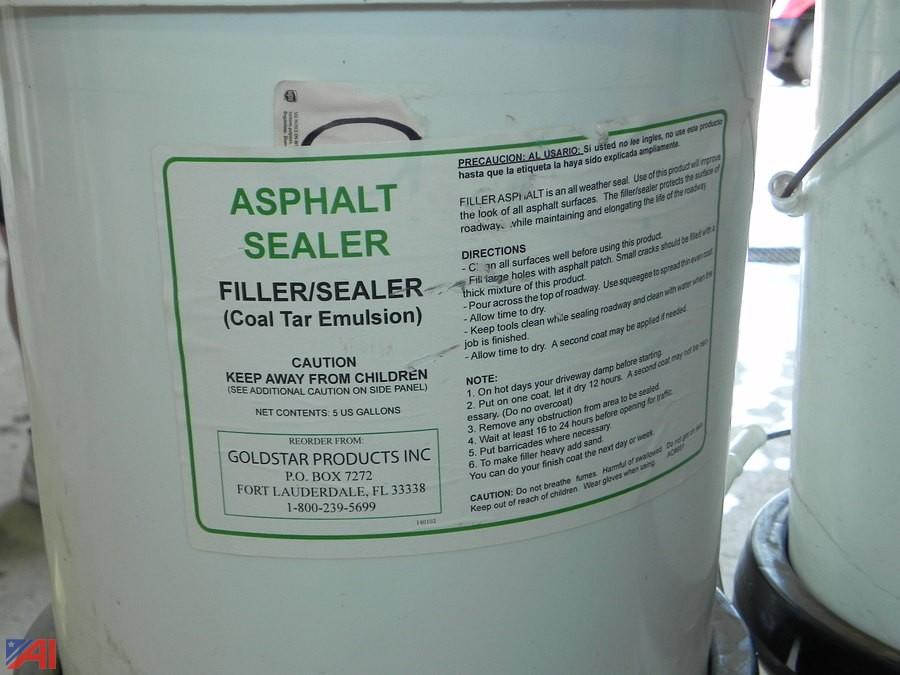 ASPHALT
SEALER
FILLER/SEALER
(Coal Tar Emulsion)
CAUTION
KEEP AWAY FROM CHILDREN
(SEE ADDITIONAL CAUTION ON SIDE PANEL)
NET CONTENTS: 5 US GALLONS
REORDER FROM:
GOLDSTAR PRODUCTS INC
P.O. BOX 7272
FORT LAUDERDALE, FL 33338
1-800-239-5699
140102
PRECAUCION: AL USARIO: Si usted no lee ingles, no use este producto
hasta que la etiqueta la haya sido explicada ampliamente.
FILLER ASPHALT is an all weather seal. Use of this product will improve
the look of all asphalt surfaces. The filler/sealer protects the surface of
roadways while maintaining and elongating the life of the roadway.
DIRECTIONS
- Clean all surfaces well before using this product.
- Fill large holes with asphalt patch. Small cracks should be filled with a
thick mixture of this product.
- Pour across the top of roadway. Use squeegee to spread thin even coat.
- Allow time to dry.
- Keep tools clean while sealing roadway and clean with water when the
job is finished.
- Allow time to dry. A second coat may be applied if needed.
NOTE:
1. On hot days your driveway damp before starting.
2. Put on one coat, let it dry 12 hours. A second coat may not be nec-
essary. (Do no overcoat)
3. Remove any obstruction from area to be sealed.
4. Wait at least 16 to 24 hours before opening for traffic.
5. Put barricades where necessary.
6. To make filler heavy add sand.
You can do your finish coat the next day or week.
CAUTION: Do not breathe fumes. Harmful of swallowed. Do not get on skin.
Keep out of reach of children. Wear gloves when using.
AI